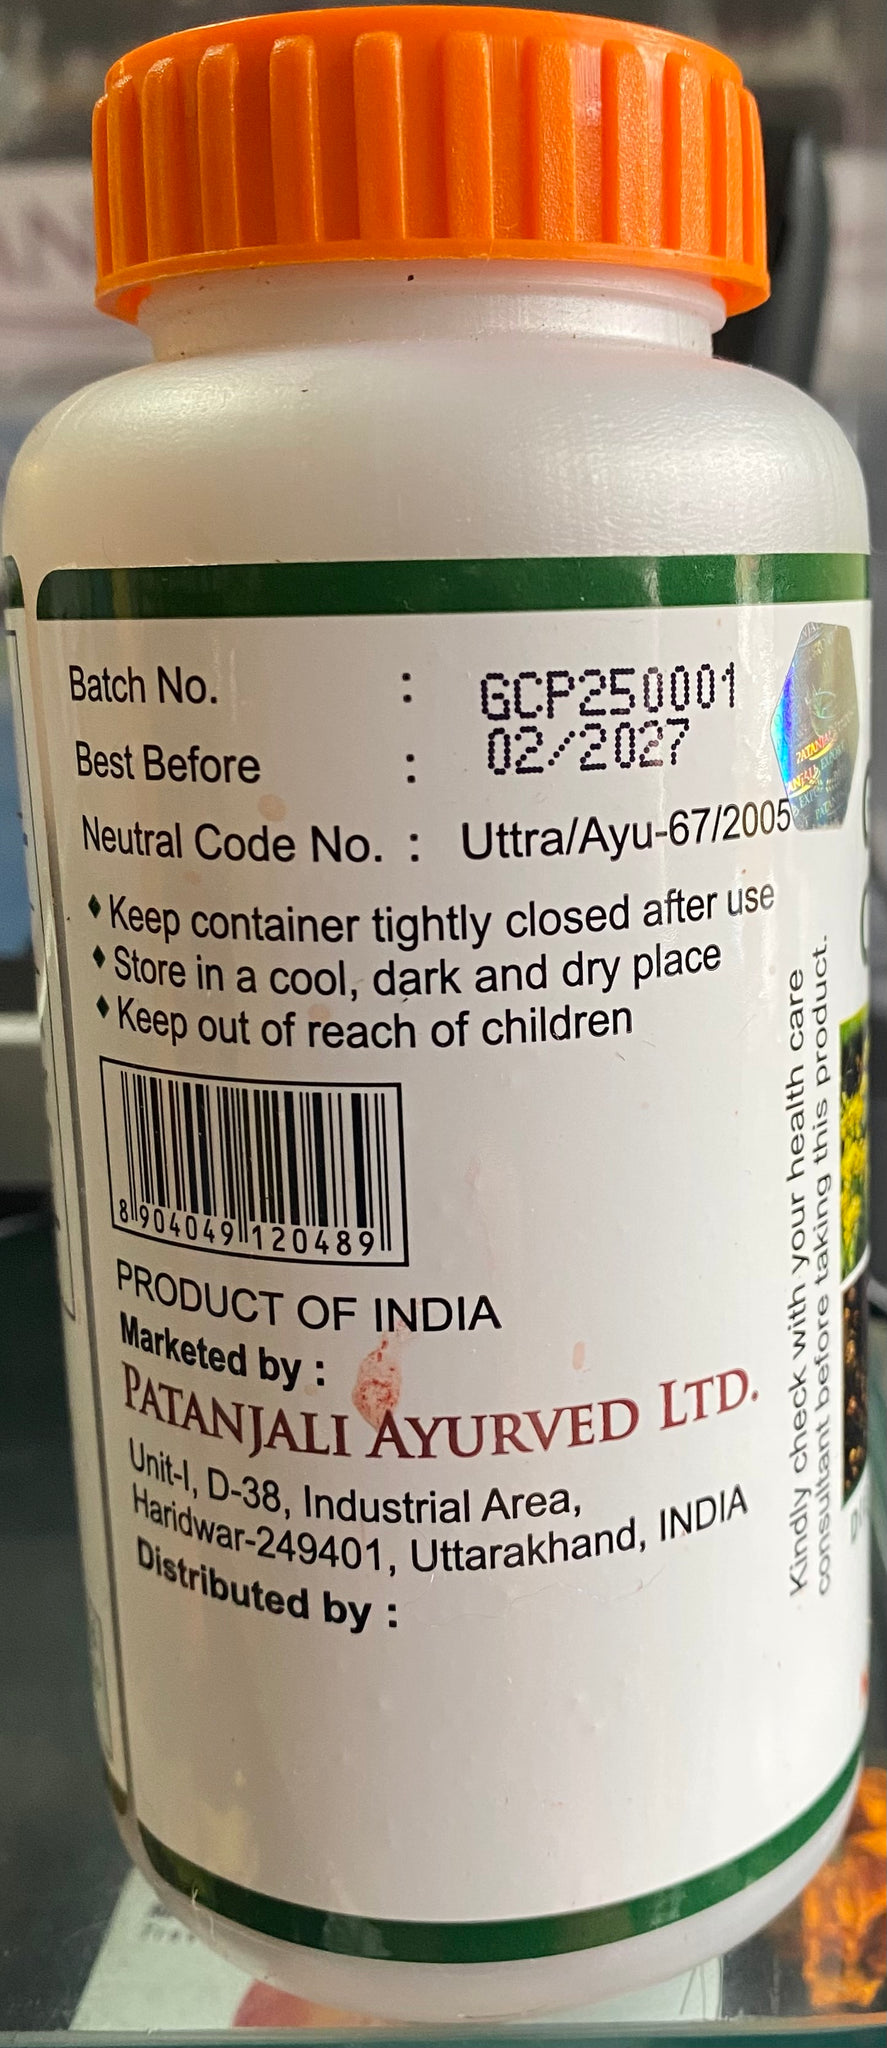 Batch No. : GCP250001
Best Before : 02/2027
Neutral Code No. : Uttra/Ayu-67/2005
Keep container tightly closed after use
Store in a cool, dark and dry place
Keep out of reach of children
8 904049 120489
PRODUCT OF INDIA
Marketed by :
PATANJALI AYURVED LTD.
Unit-I, D-38, Industrial Area,
Haridwar-249401, Uttarakhand, INDIA
Distributed by :
Kindly check with your health care
consultant before taking this product.